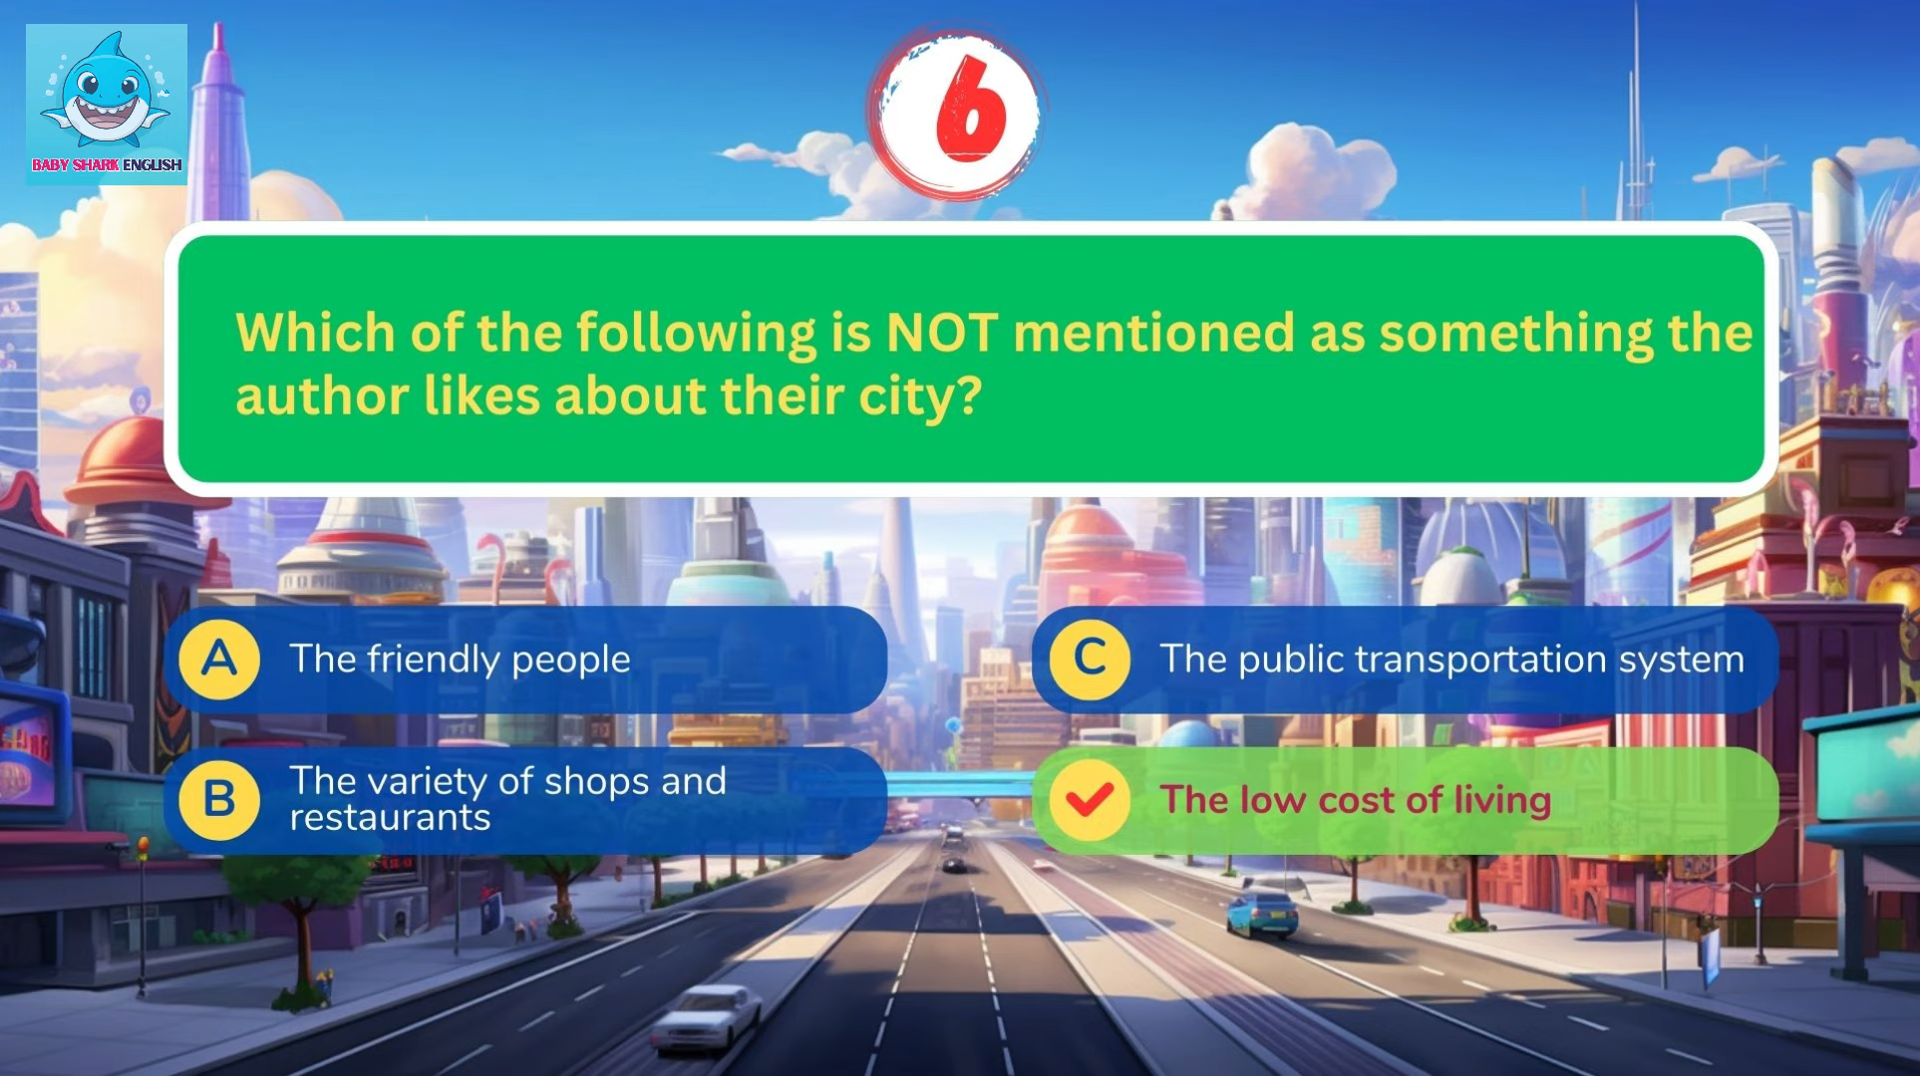 BABY SHARK ENGLISH
6
Which of the following is NOT mentioned as something the
author likes about their city?
A The friendly people
B The variety of shops and
restaurants
C The public transportation system
The low cost of living